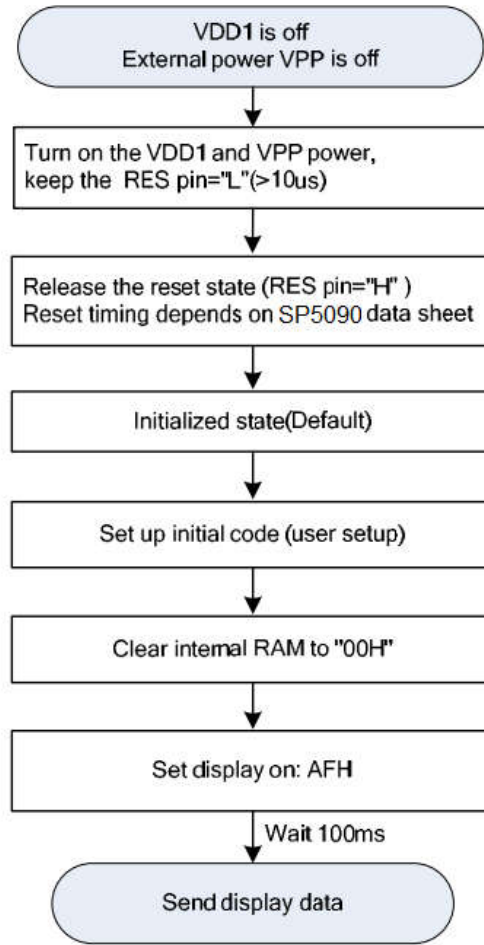 VDD1 is off
External power VPP is off
Turn on the VDD1 and VPP power,
keep the RES pin="L"(>10us)
Release the reset state (RES pin="H" )
Reset timing depends on SP5090 data sheet
Initialized state(Default)
Set up initial code (user setup)
Clear internal RAM to "00H"
Set display on: AFH
Wait 100ms
Send display data